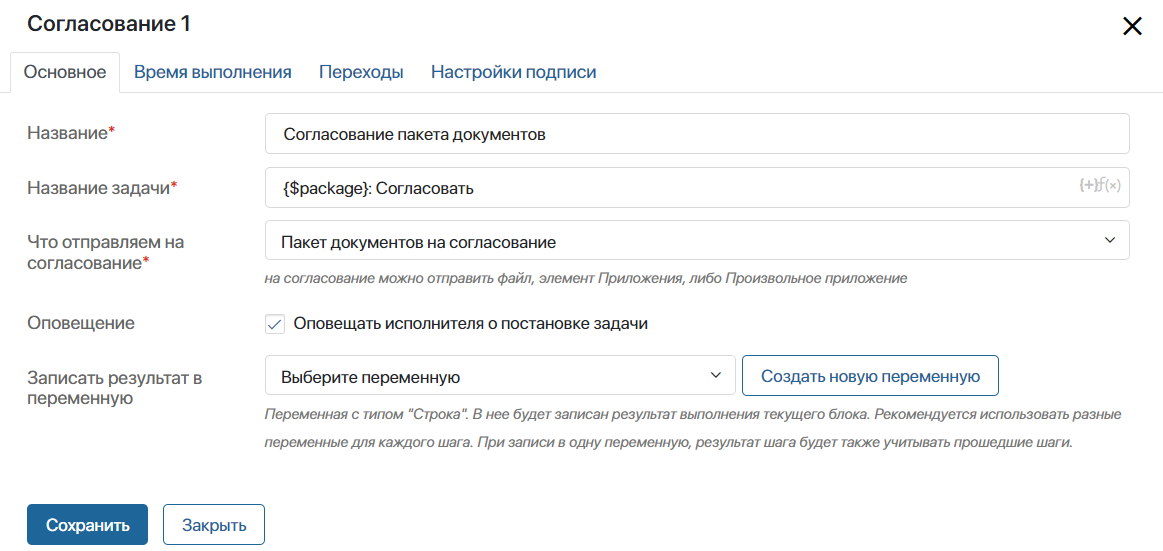 Согласование 1
Основное Время выполнения Переходы Настройки подписи
Название* Согласование пакета документов
Название задачи* {$package}: Согласовать {+}f(×)
Что отправляем на
согласование* Пакет документов на согласование
на согласование можно отправить файл, элемент Приложения, либо Произвольное приложение
Оповещение Оповещать исполнителя о постановке задачи
Записать результат в
переменную Выберите переменную Создать новую переменную
Переменная с типом "Строка". В нее будет записан результат выполнения текущего блока. Рекомендуется использовать разные
переменные для каждого шага. При записи в одну переменную, результат шага будет также учитывать прошедшие шаги.
Сохранить Закрыть